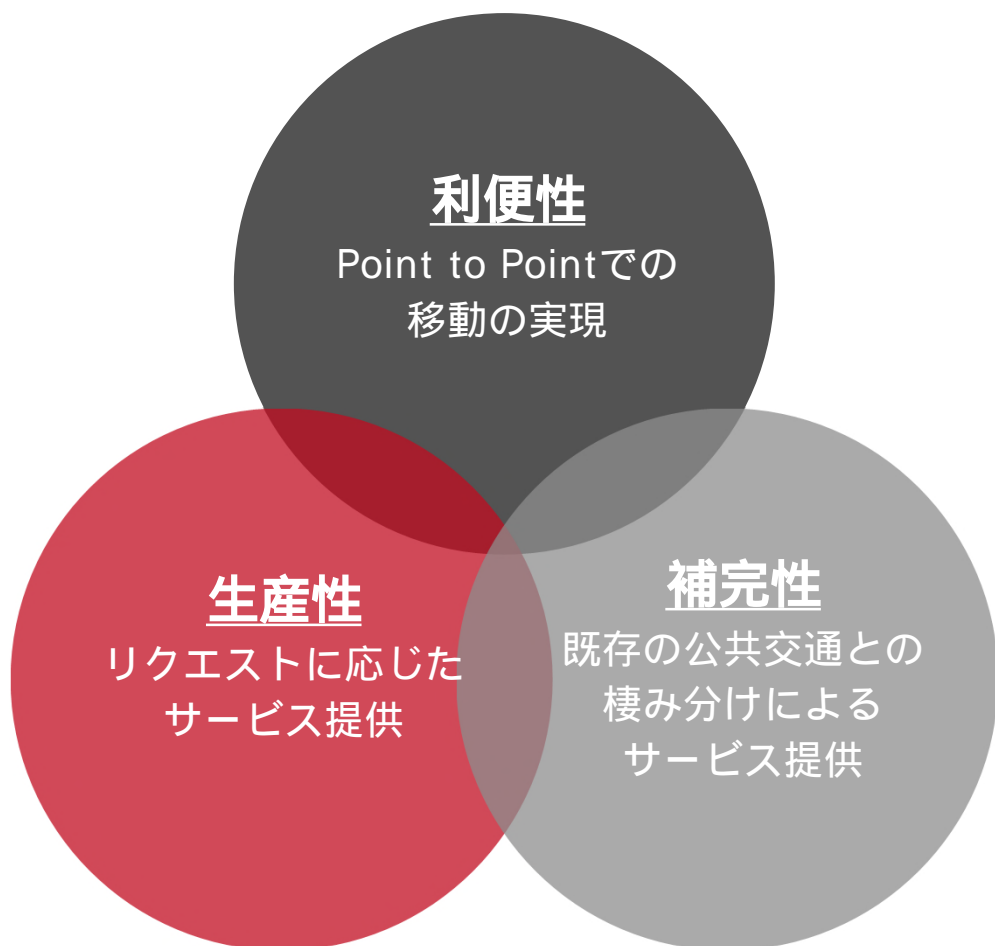 利便性
Point to Pointでの
移動の実現
生産性
リクエストに応じた
サービス提供
補完性
既存の公共交通との
棲み分けによる
サービス提供